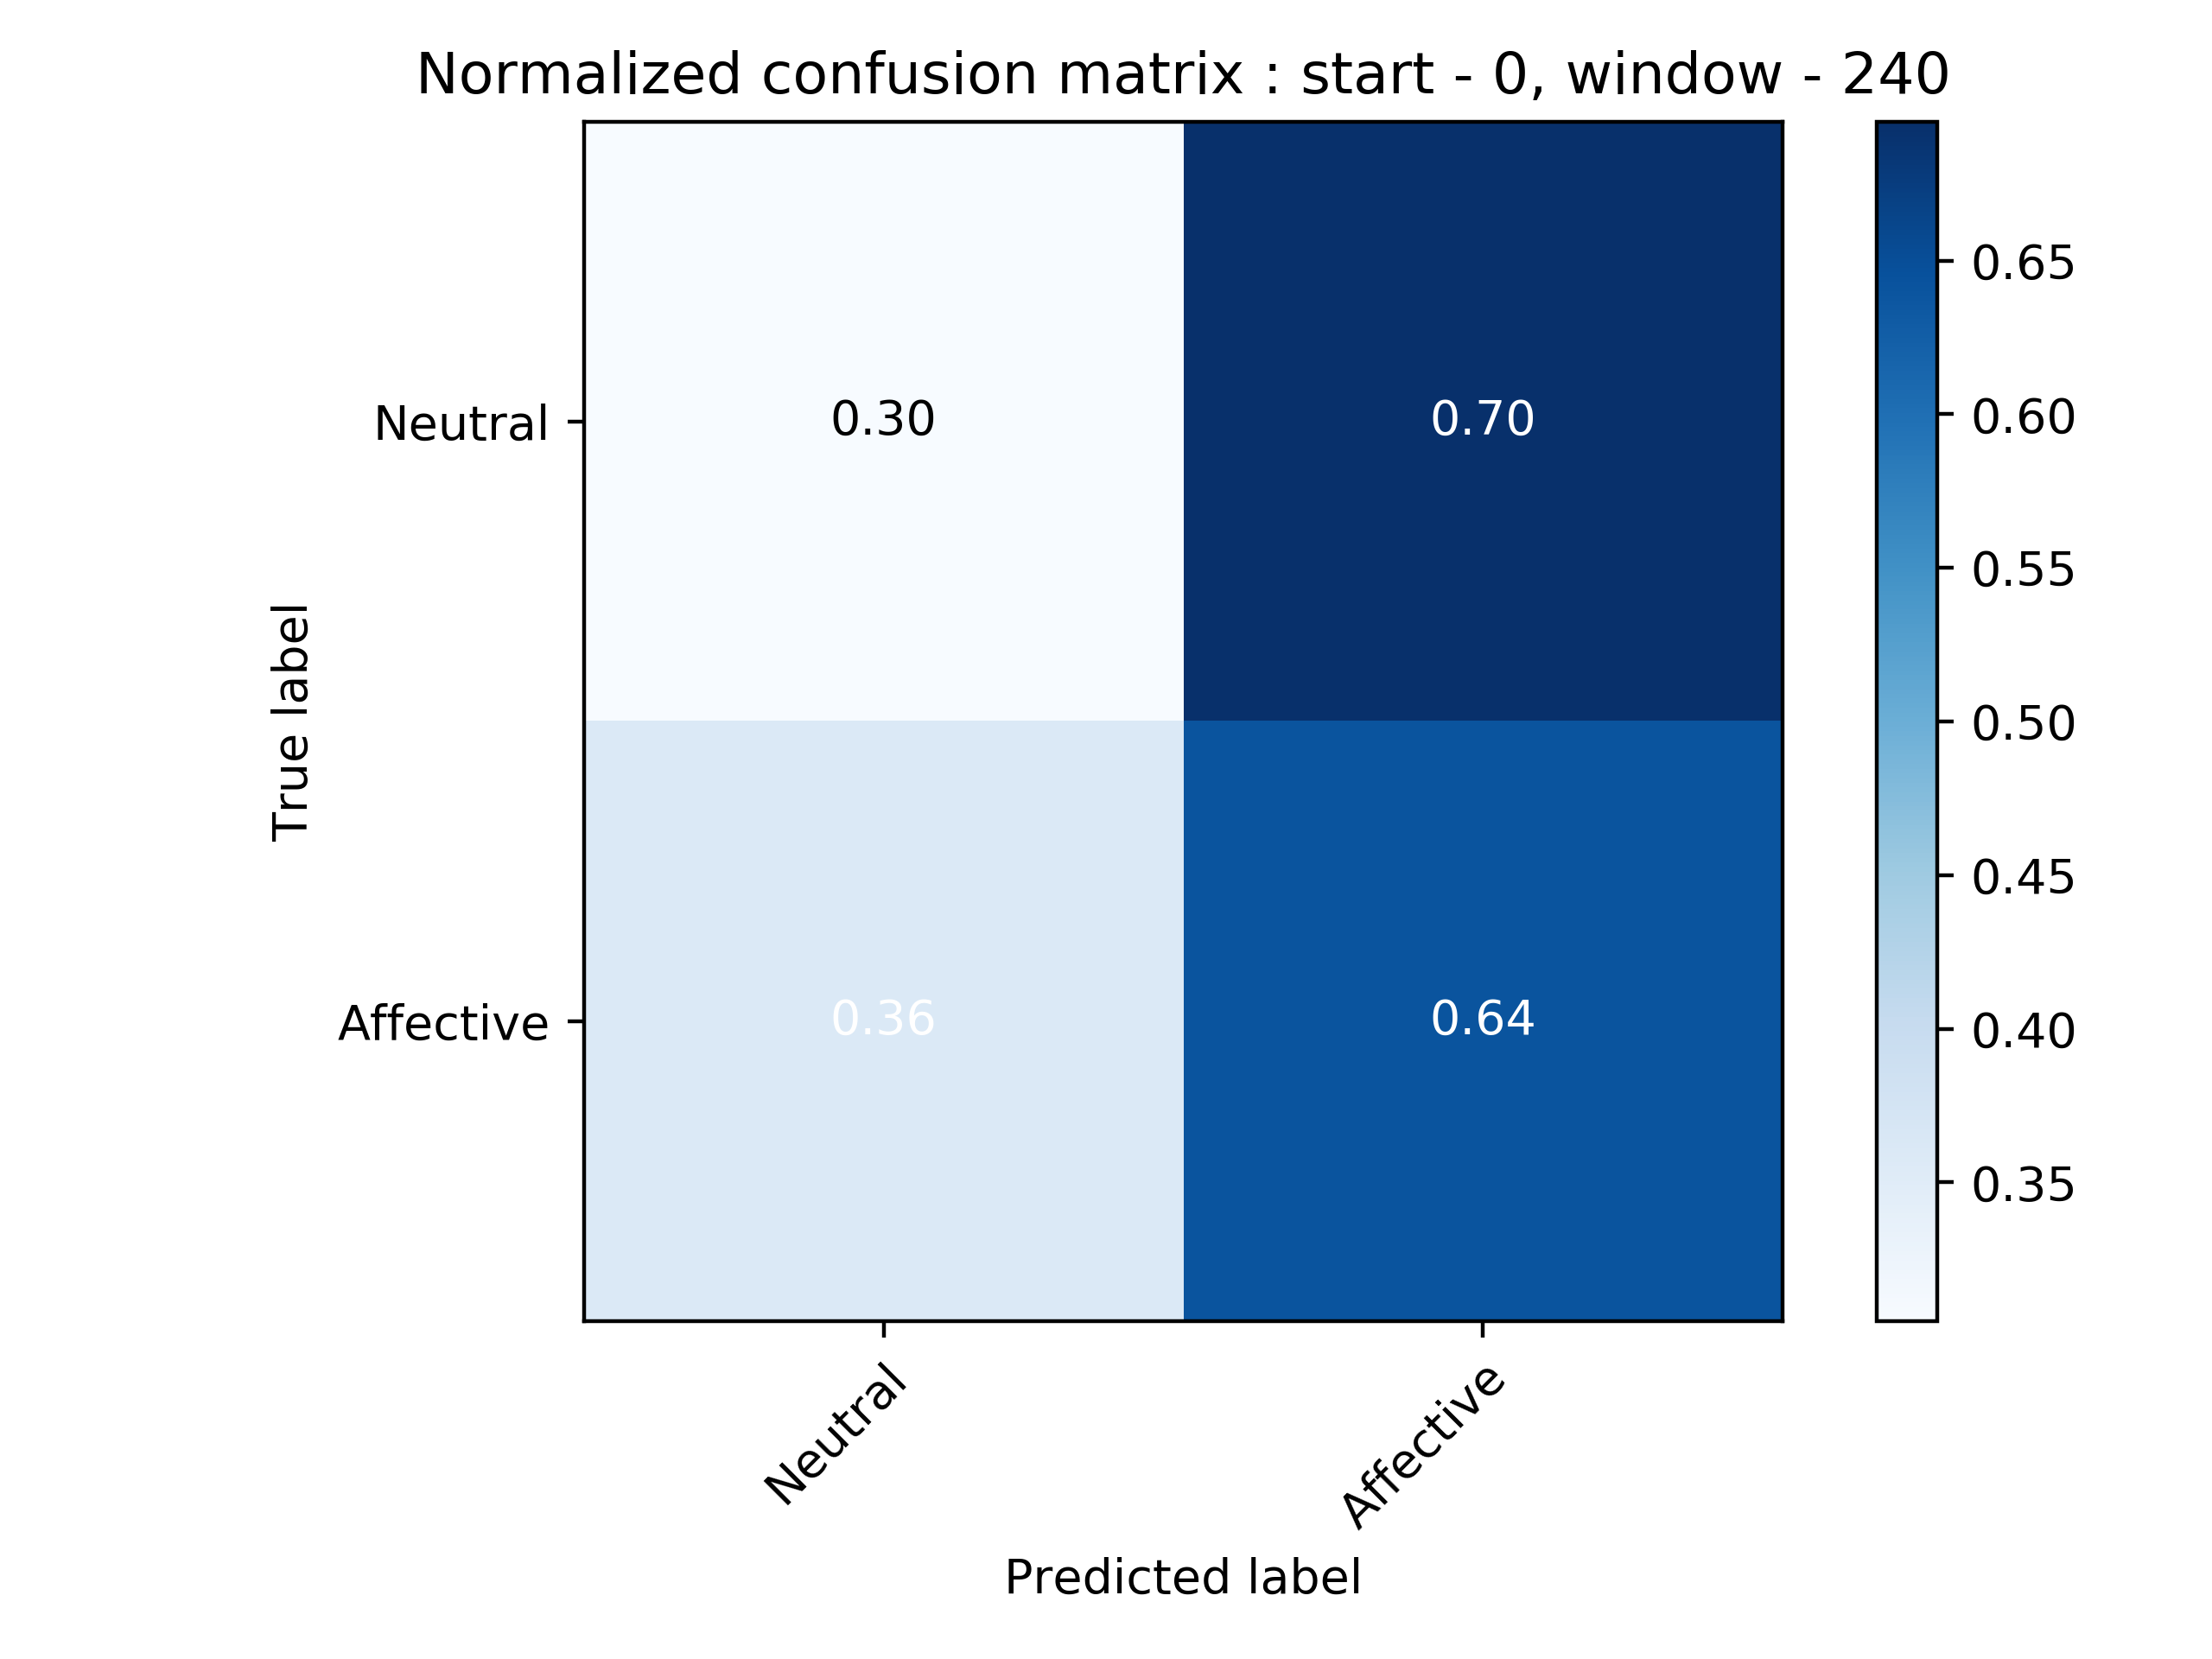 Normalized confusion matrix : start - 0, window - 240
True label
Neutral
Affective
0.30
0.70
0.36
0.64
Neutral
Affective
Predicted label
0.65
0.60
0.55
0.50
0.45
0.40
0.35